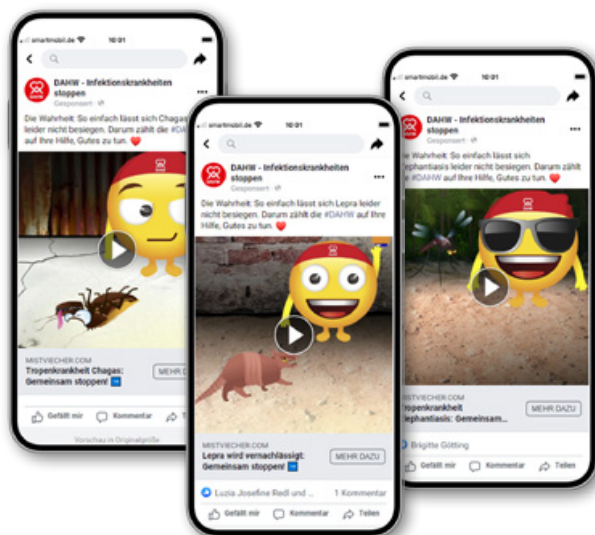 smartmobil.de 10:01
DAHW - Infektionskrankheiten
stoppen
Gesponsert
Die Wahrheit: So einfach lässt sich Chagas
leider nicht besiegen. Darum zählt die #DAHW
auf Ihre Hilfe, Gutes zu tun.
MISTVIECHER.COM
Tropenkrankheit Chagas:
Gemeinsam stoppen!
MEHR DAZU
Gefällt mir Kommentar
Vorschau in Originalgröße
smartmobil.de 10:01
DAHW - Infektionskrankheiten
stoppen
Gesponsert
Die Wahrheit: So einfach lässt sich Lepra leider
nicht besiegen. Darum zählt die #DAHW auf Ihre
Hilfe, Gutes zu tun.
MISTVIECHER.COM
Lepra wird vernachlässigt:
Gemeinsam stoppen!
MEHR DAZU
Luzia Josefine Redl und ... 1 Kommentar
Gefällt mir Kommentar Teilen
smartmobil.de 10:01
DAHW - Infektionskrankheiten
stoppen
Gesponsert
Die Wahrheit: So einfach lässt sich
Elephantiasis leider nicht besiegen. Darum zählt
die #DAHW auf Ihre Hilfe, Gutes zu tun.
MISTVIECHER.COM
Tropenkrankheit
Elephantiasis: Gemeinsam...
MEHR DAZU
Brigitte Götting
Gefällt mir Kommentar Teilen